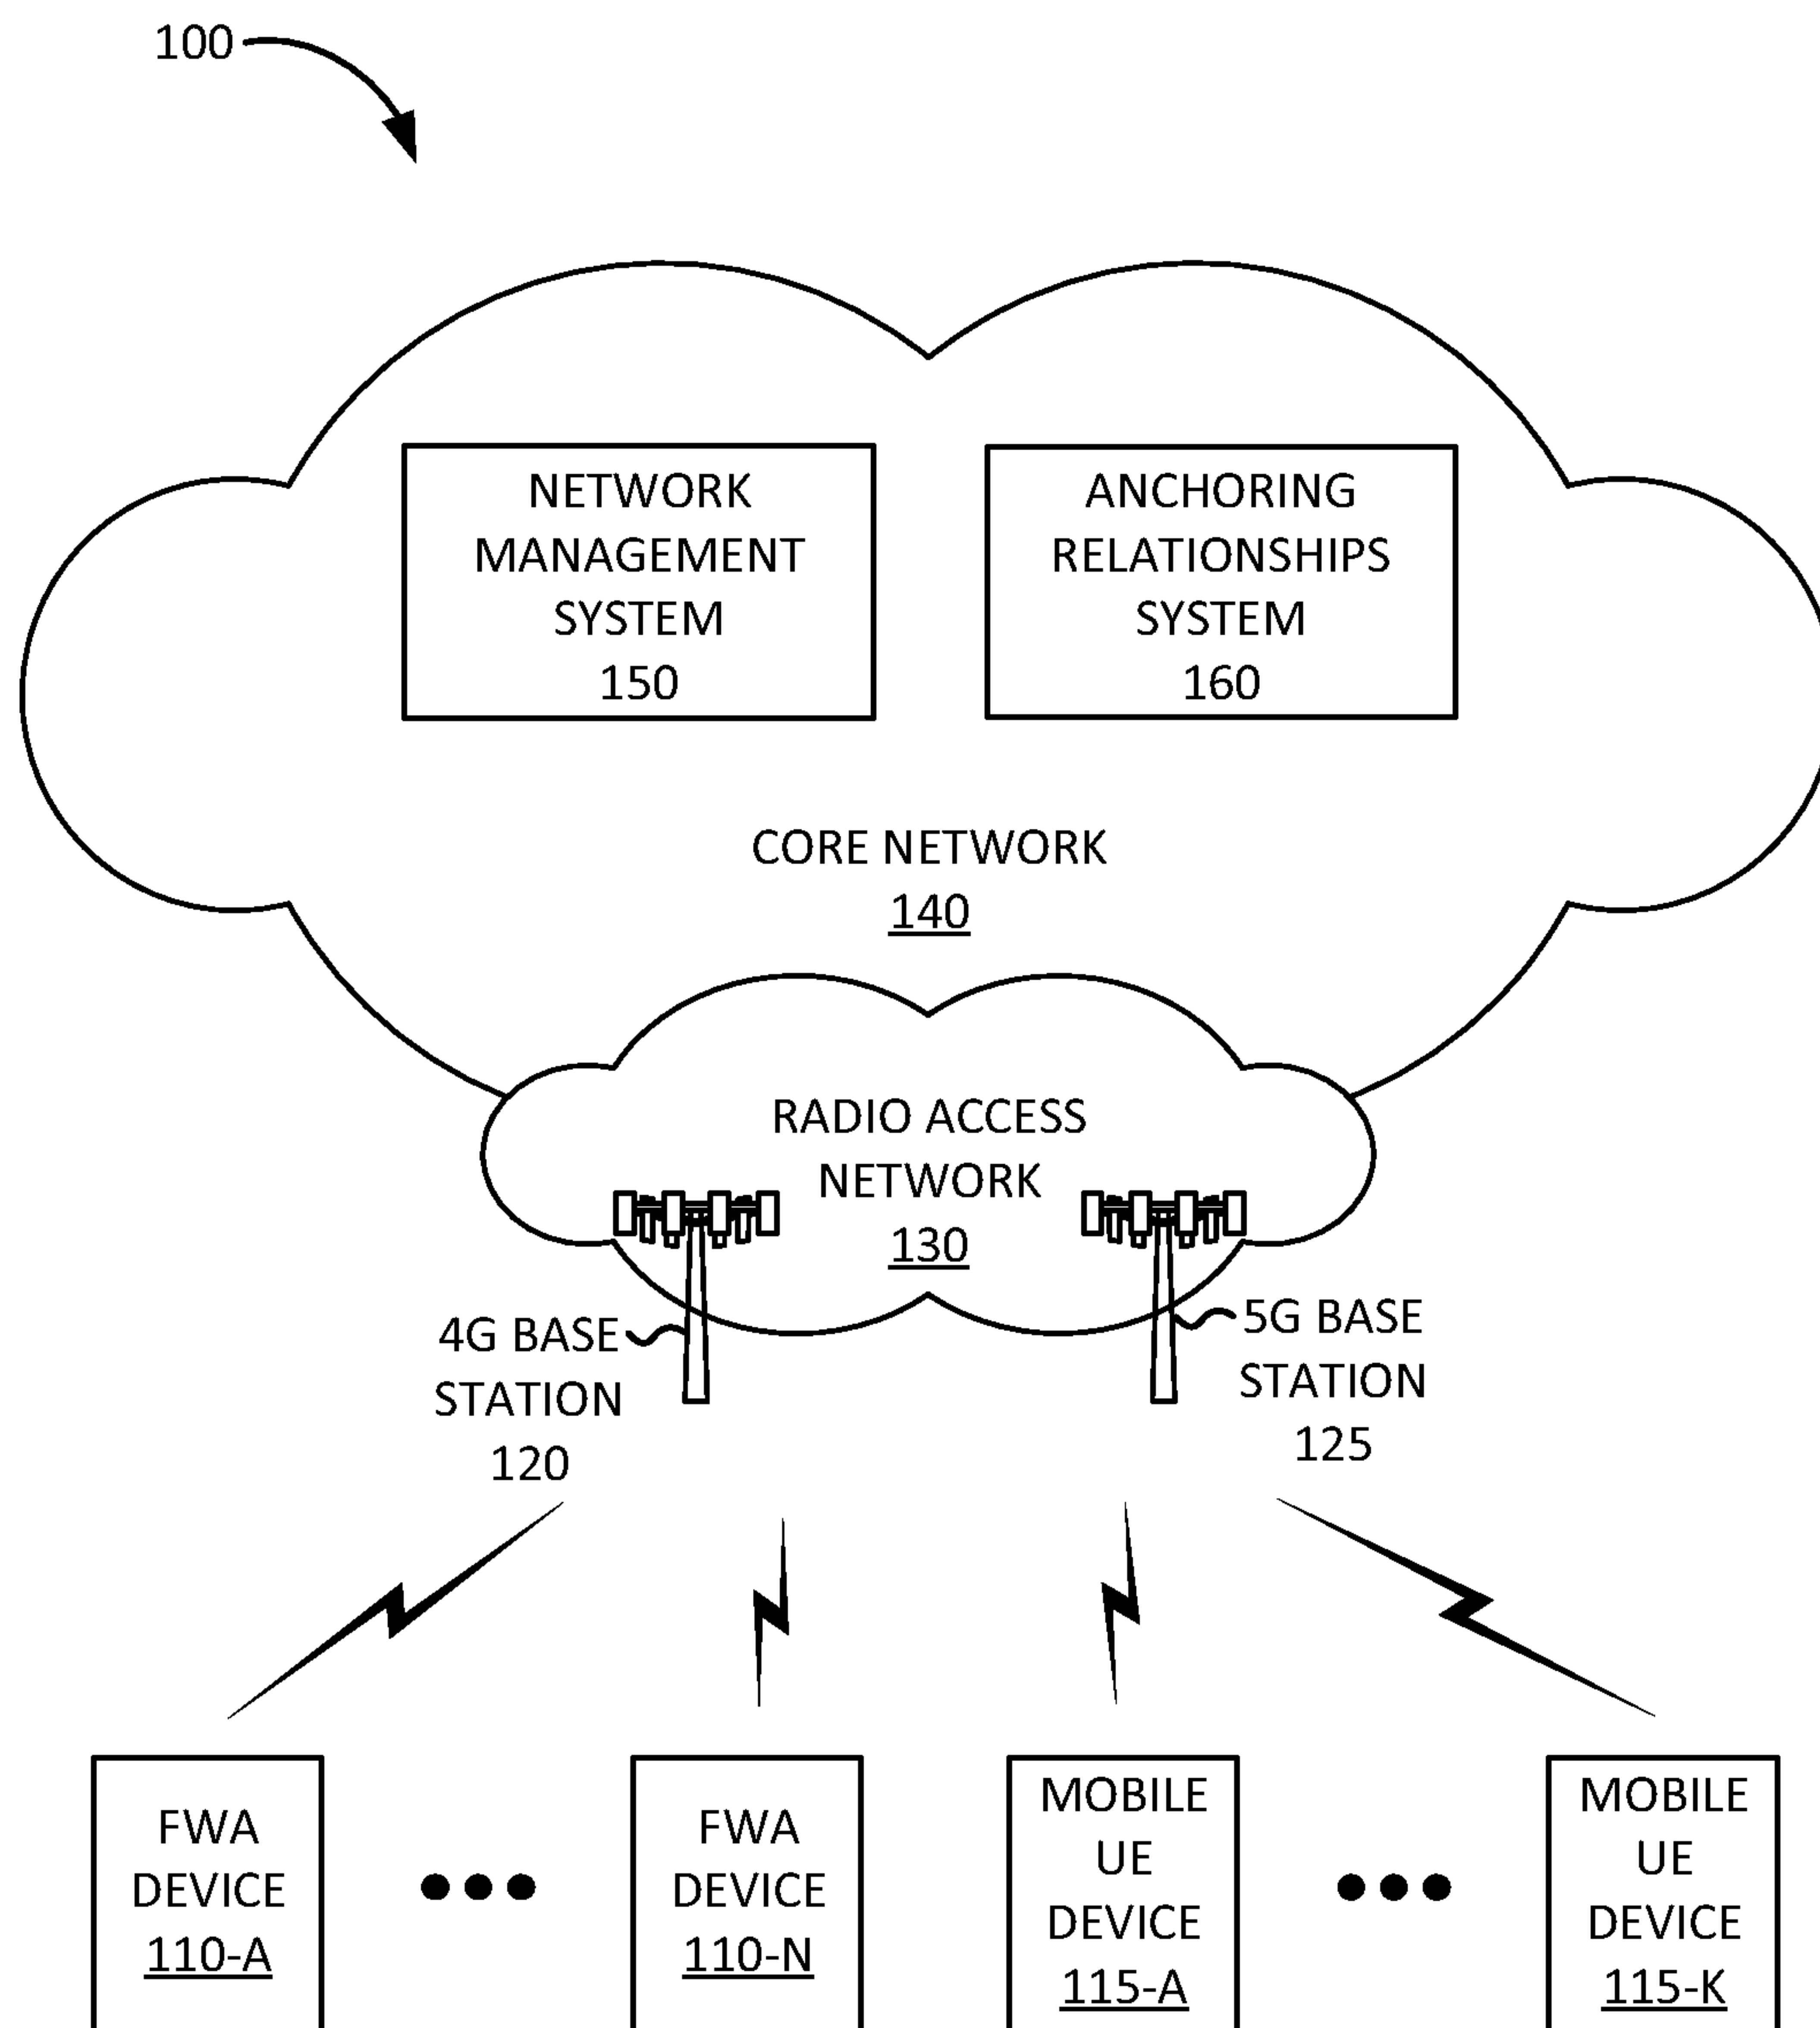 100
NETWORK
MANAGEMENT
SYSTEM
150
ANCHORING
RELATIONSHIPS
SYSTEM
160
CORE NETWORK
140
RADIO ACCESS
NETWORK
130
4G BASE
STATION
120
5G BASE
STATION
125
FWA
DEVICE
110-A
FWA
DEVICE
110-N
MOBILE
UE
DEVICE
115-A
MOBILE
UE
DEVICE
115-K